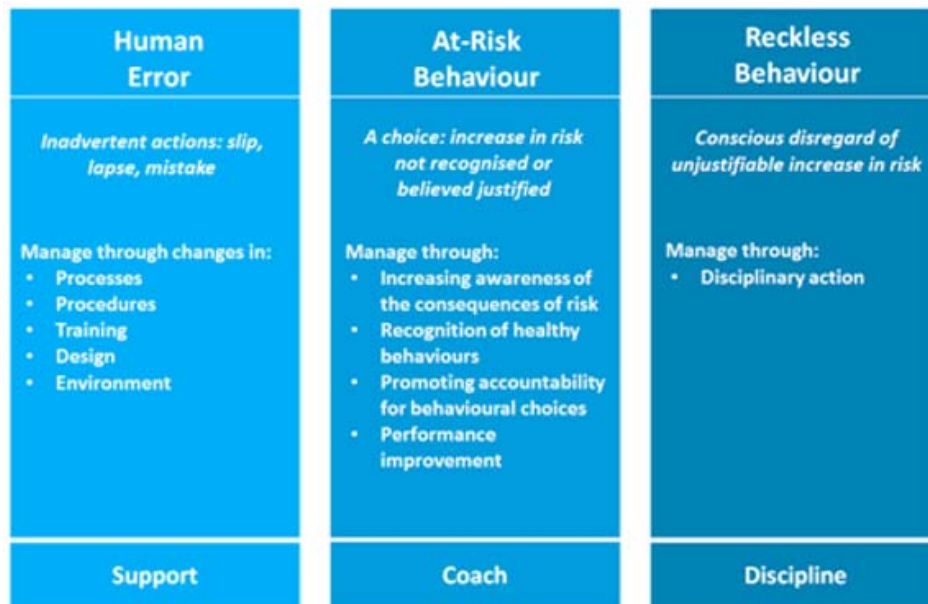 Human
Error
Inadvertent actions: slip,
lapse, mistake
Manage through changes in:
• Processes
• Procedures
• Training
• Design
• Environment
Support
At-Risk
Behaviour
A choice: increase in risk
not recognised or
believed justified
Manage through:
• Increasing awareness of
the consequences of risk
• Recognition of healthy
behaviours
• Promoting accountability
for behavioural choices
• Performance
improvement
Coach
Reckless
Behaviour
Conscious disregard of
unjustifiable increase in risk
Manage through:
• Disciplinary action
Discipline